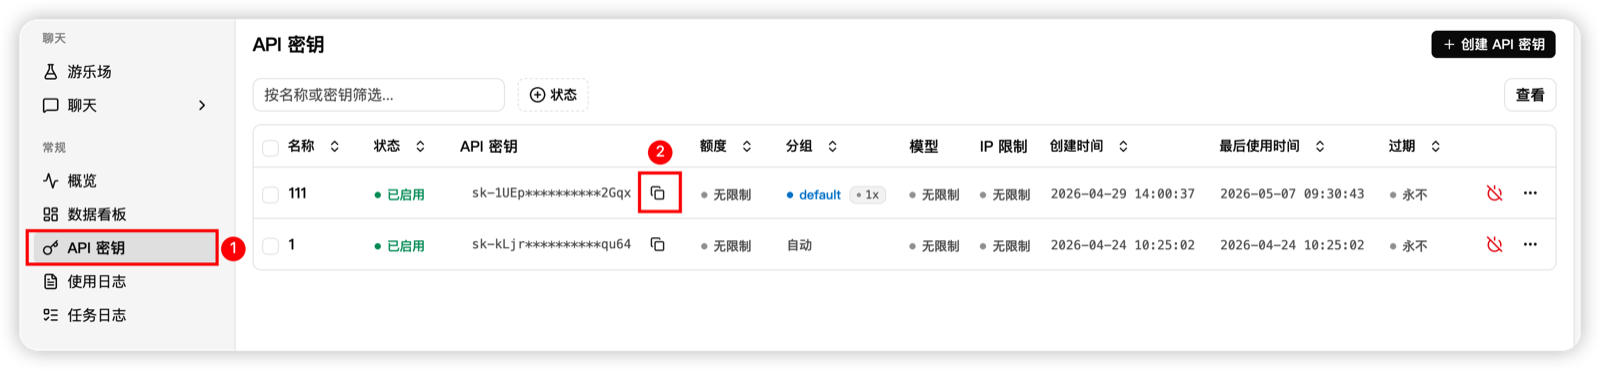 聊天
游乐场
聊天
常规
概览
数据看板
API 密钥
1
使用日志
任务日志
API 密钥
+ 创建 API 密钥
按名称或密钥筛选...
状态
查看
名称 状态 API 密钥 2 额度 分组 模型 IP 限制 创建时间 最后使用时间 过期
111 已启用 sk-1UEp**********2Gqx 无限制 default 1x 无限制 无限制 2026-04-29 14:00:37 2026-05-07 09:30:43 永不
1 已启用 sk-kLjr**********qu64 无限制 自动 无限制 无限制 2026-04-24 10:25:02 2026-04-24 10:25:02 永不